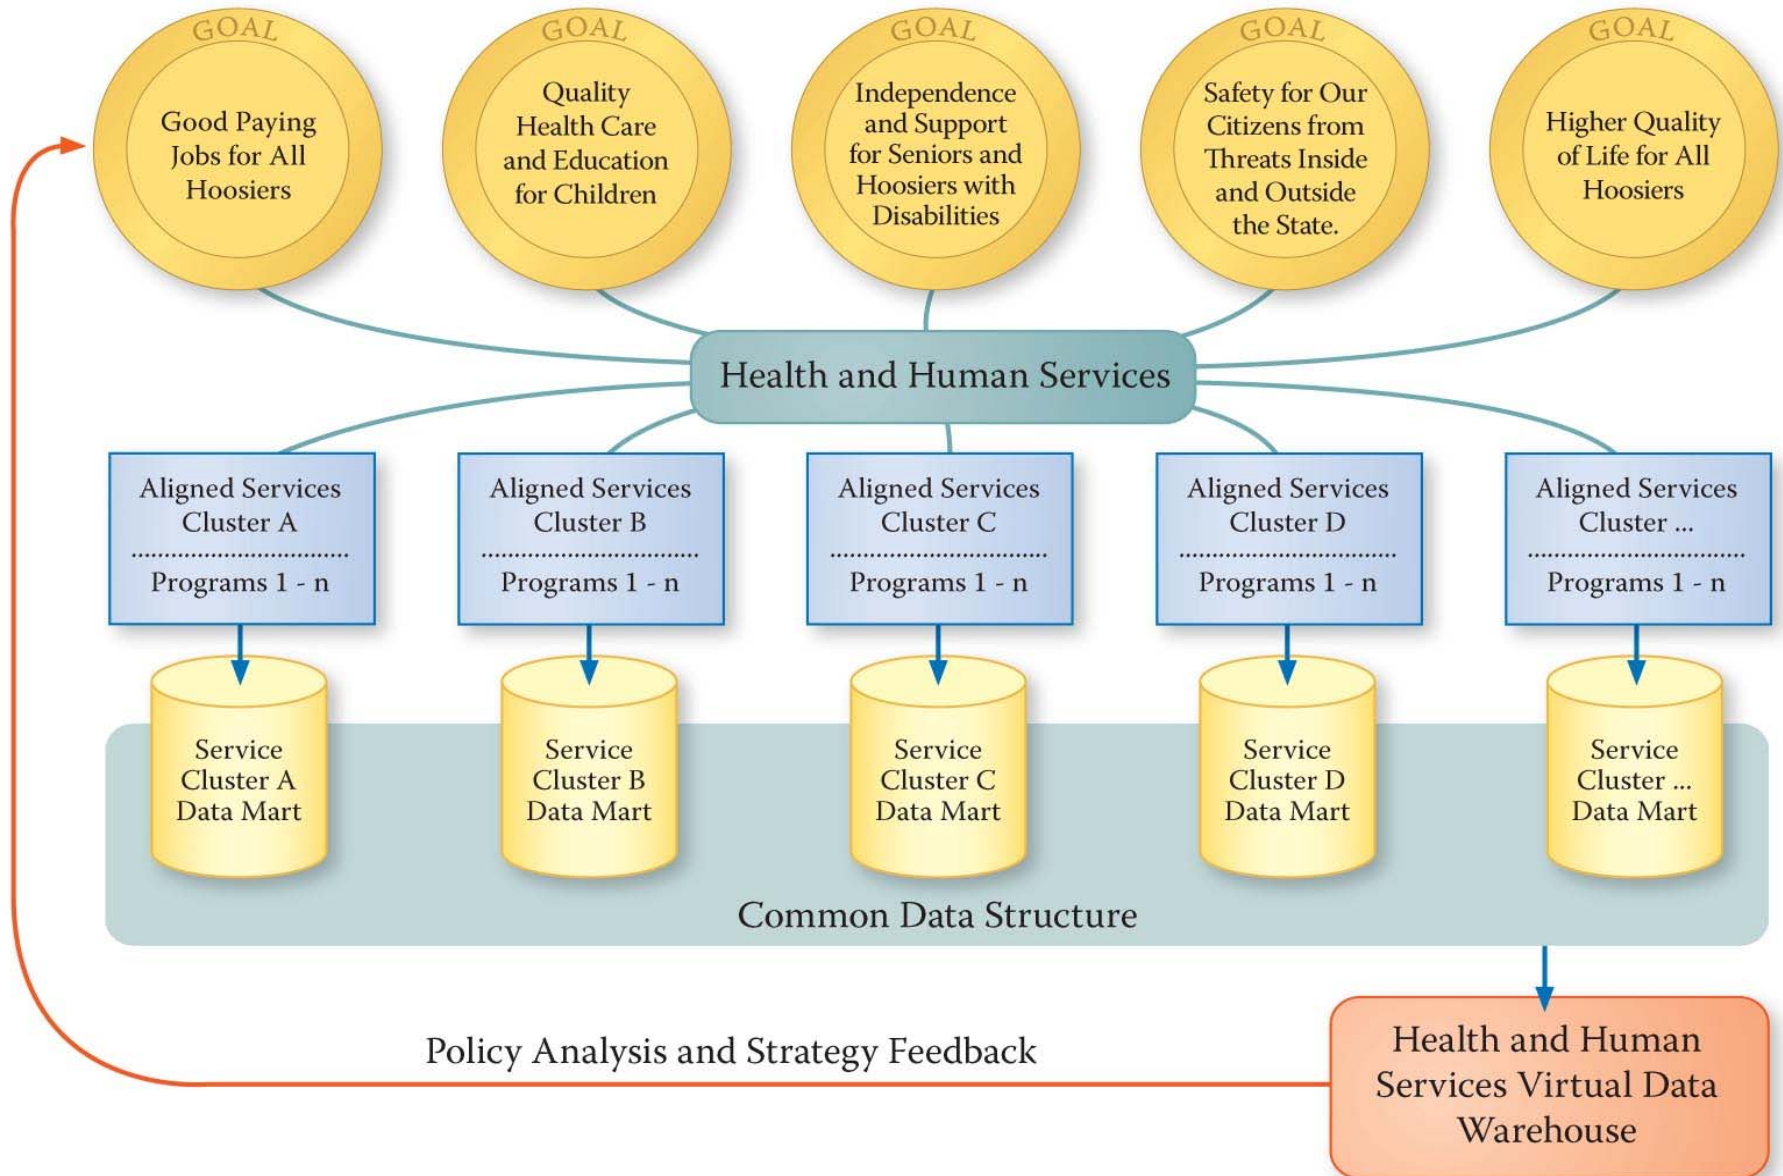 GOAL
Good Paying
Jobs for All
Hoosiers
GOAL
Quality
Health Care
and Education
for Children
GOAL
Independence
and Support
for Seniors and
Hoosiers with
Disabilities
GOAL
Safety for Our
Citizens from
Threats Inside
and Outside
the State.
GOAL
Higher Quality
of Life for All
Hoosiers
Health and Human Services
Aligned Services
Cluster A
Programs 1 - n
Aligned Services
Cluster B
Programs 1 - n
Aligned Services
Cluster C
Programs 1 - n
Aligned Services
Cluster D
Programs 1 - n
Aligned Services
Cluster ...
Programs 1 - n
Service
Cluster A
Data Mart
Service
Cluster B
Data Mart
Service
Cluster C
Data Mart
Service
Cluster D
Data Mart
Service
Cluster ...
Data Mart
Common Data Structure
Policy Analysis and Strategy Feedback
Health and Human
Services Virtual Data
Warehouse